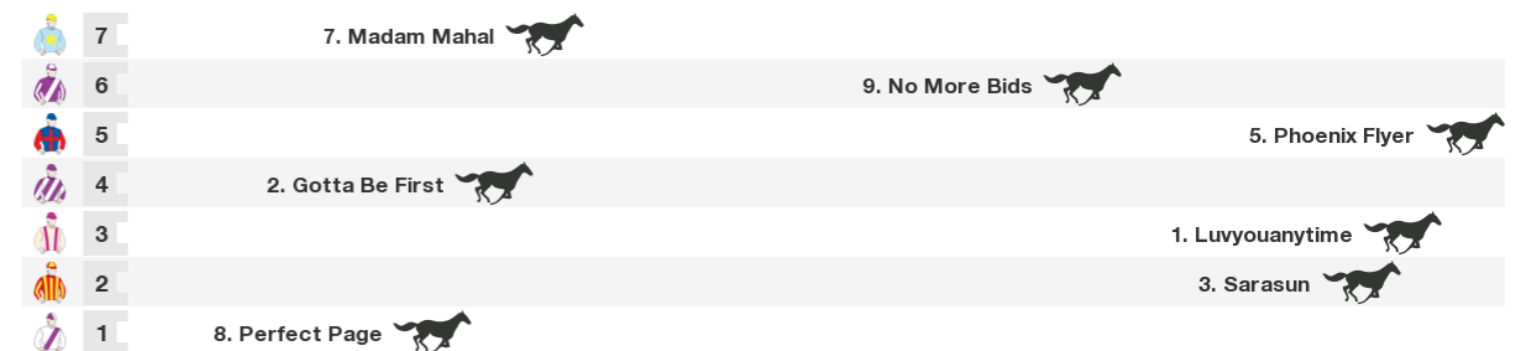 7 7. Madam Mahal
6 9. No More Bids
5 5. Phoenix Flyer
4 2. Gotta Be First
3 1. Luvyouanytime
2 3. Sarasun
1 8. Perfect Page